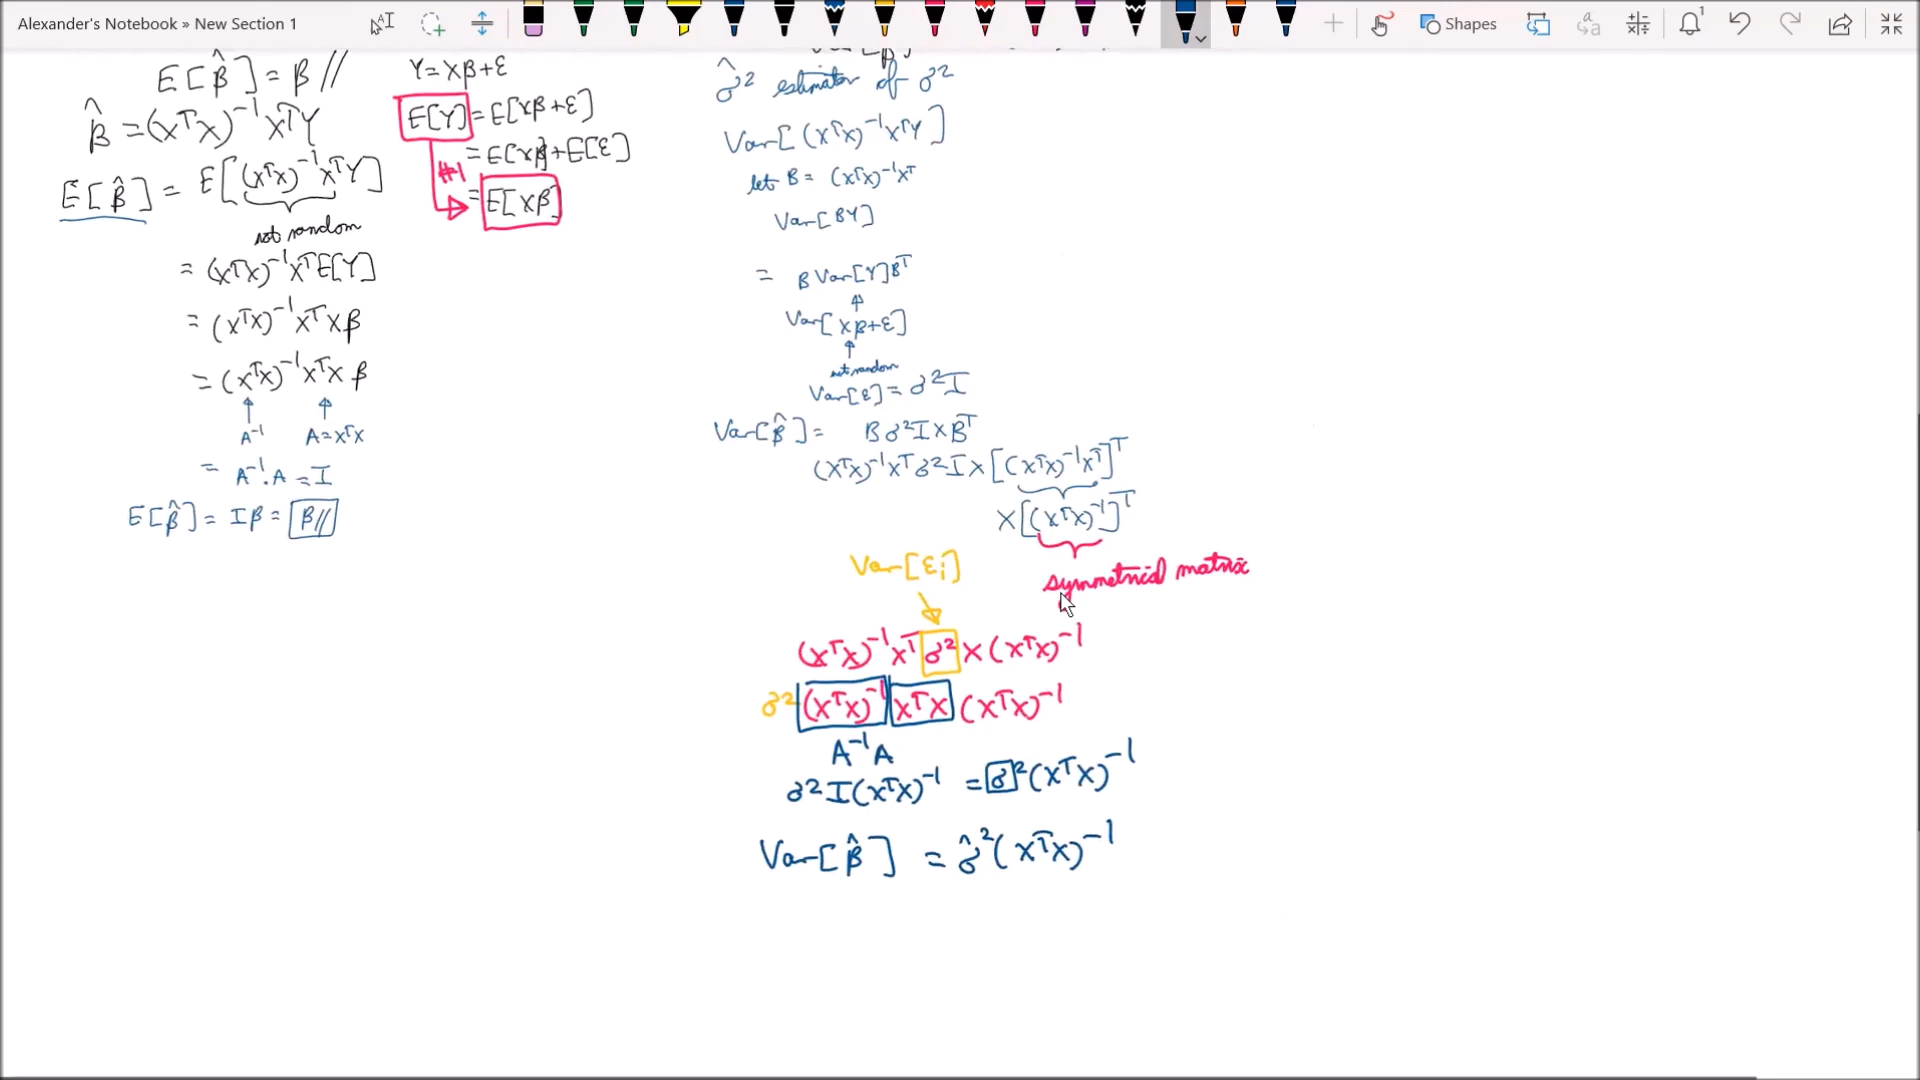 Alexander's Notebook » New Section 1
Shapes
E[β̂] = β //
β̂ = (XᵀX)⁻¹XᵀY
E[β̂] = E[(XᵀX)⁻¹XᵀY]
not random
= (XᵀX)⁻¹XᵀE[Y]
= (XᵀX)⁻¹XᵀXβ
= (XᵀX)⁻¹XᵀX β
A⁻¹ A=XᵀX
= A⁻¹.A = I
E[β̂] = Iβ = β //
Y = Xβ+ε
E[Y] = E[Xβ+ε]
= E[Xβ]+E[ε]
#1
= E[Xβ]
σ̂² estimator of σ²
Var[(XᵀX)⁻¹XᵀY]
let B = (XᵀX)⁻¹Xᵀ
Var[BY]
= B Var[Y]Bᵀ
Var[Xβ+ε]
not random
Var[ε] = σ²I
Var[β̂] = Bσ²I×Bᵀ
(XᵀX)⁻¹Xᵀσ²I×[(XᵀX)⁻¹Xᵀ]ᵀ
X[(XᵀX)⁻¹]ᵀ
symmetrical matrix
Var[εᵢ]
(XᵀX)⁻¹Xᵀσ²X(XᵀX)⁻¹
σ²(XᵀX)⁻¹XᵀX(XᵀX)⁻¹
A⁻¹A
σ²I(XᵀX)⁻¹ = σ²(XᵀX)⁻¹
Var[β̂] = σ̂²(XᵀX)⁻¹